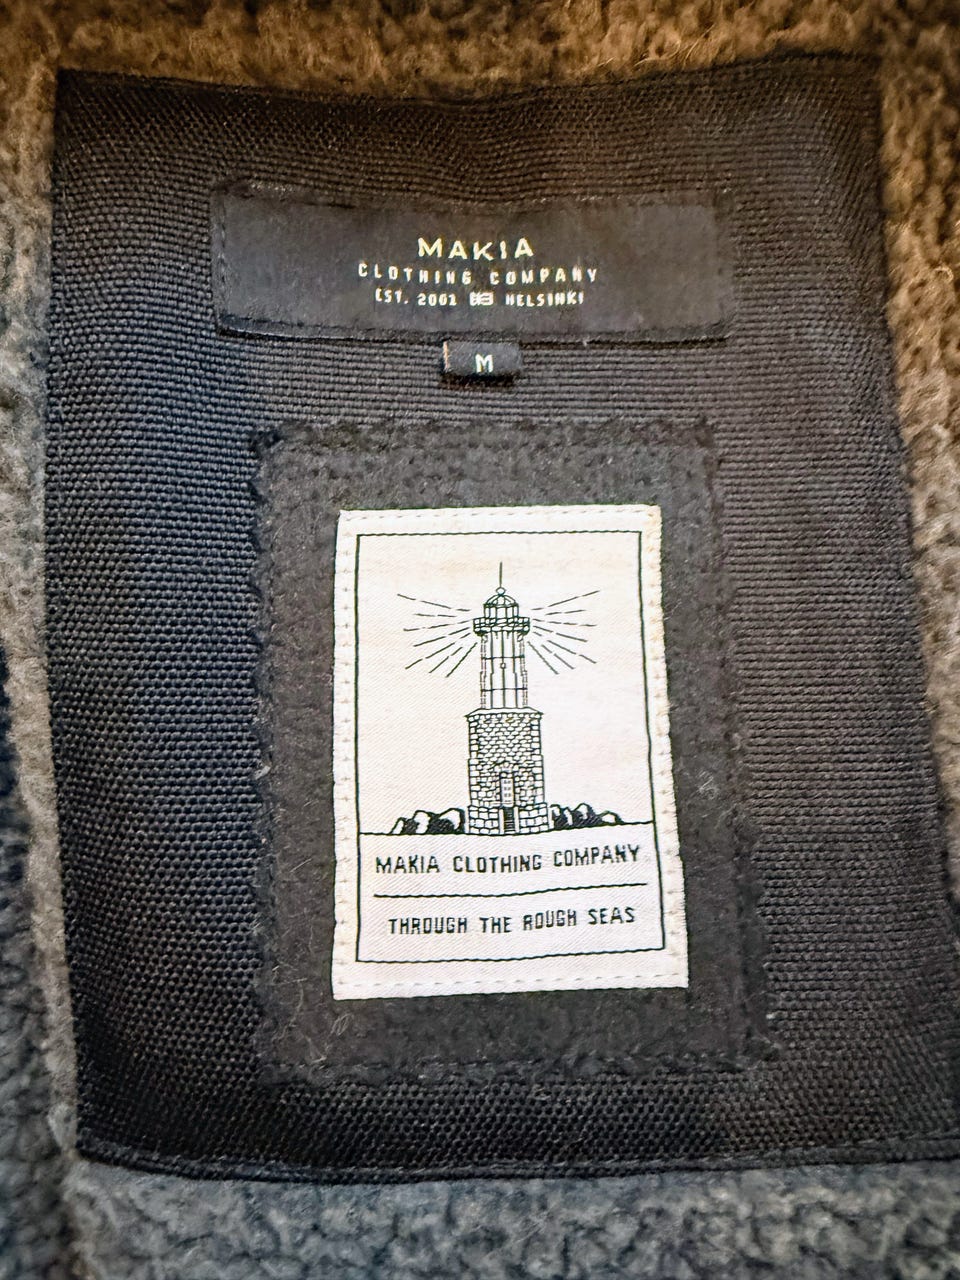 MAKIA
CLOTHING COMPANY
EST. 2001 HELSINKI
M
MAKIA CLOTHING COMPANY
THROUGH THE ROUGH SEAS